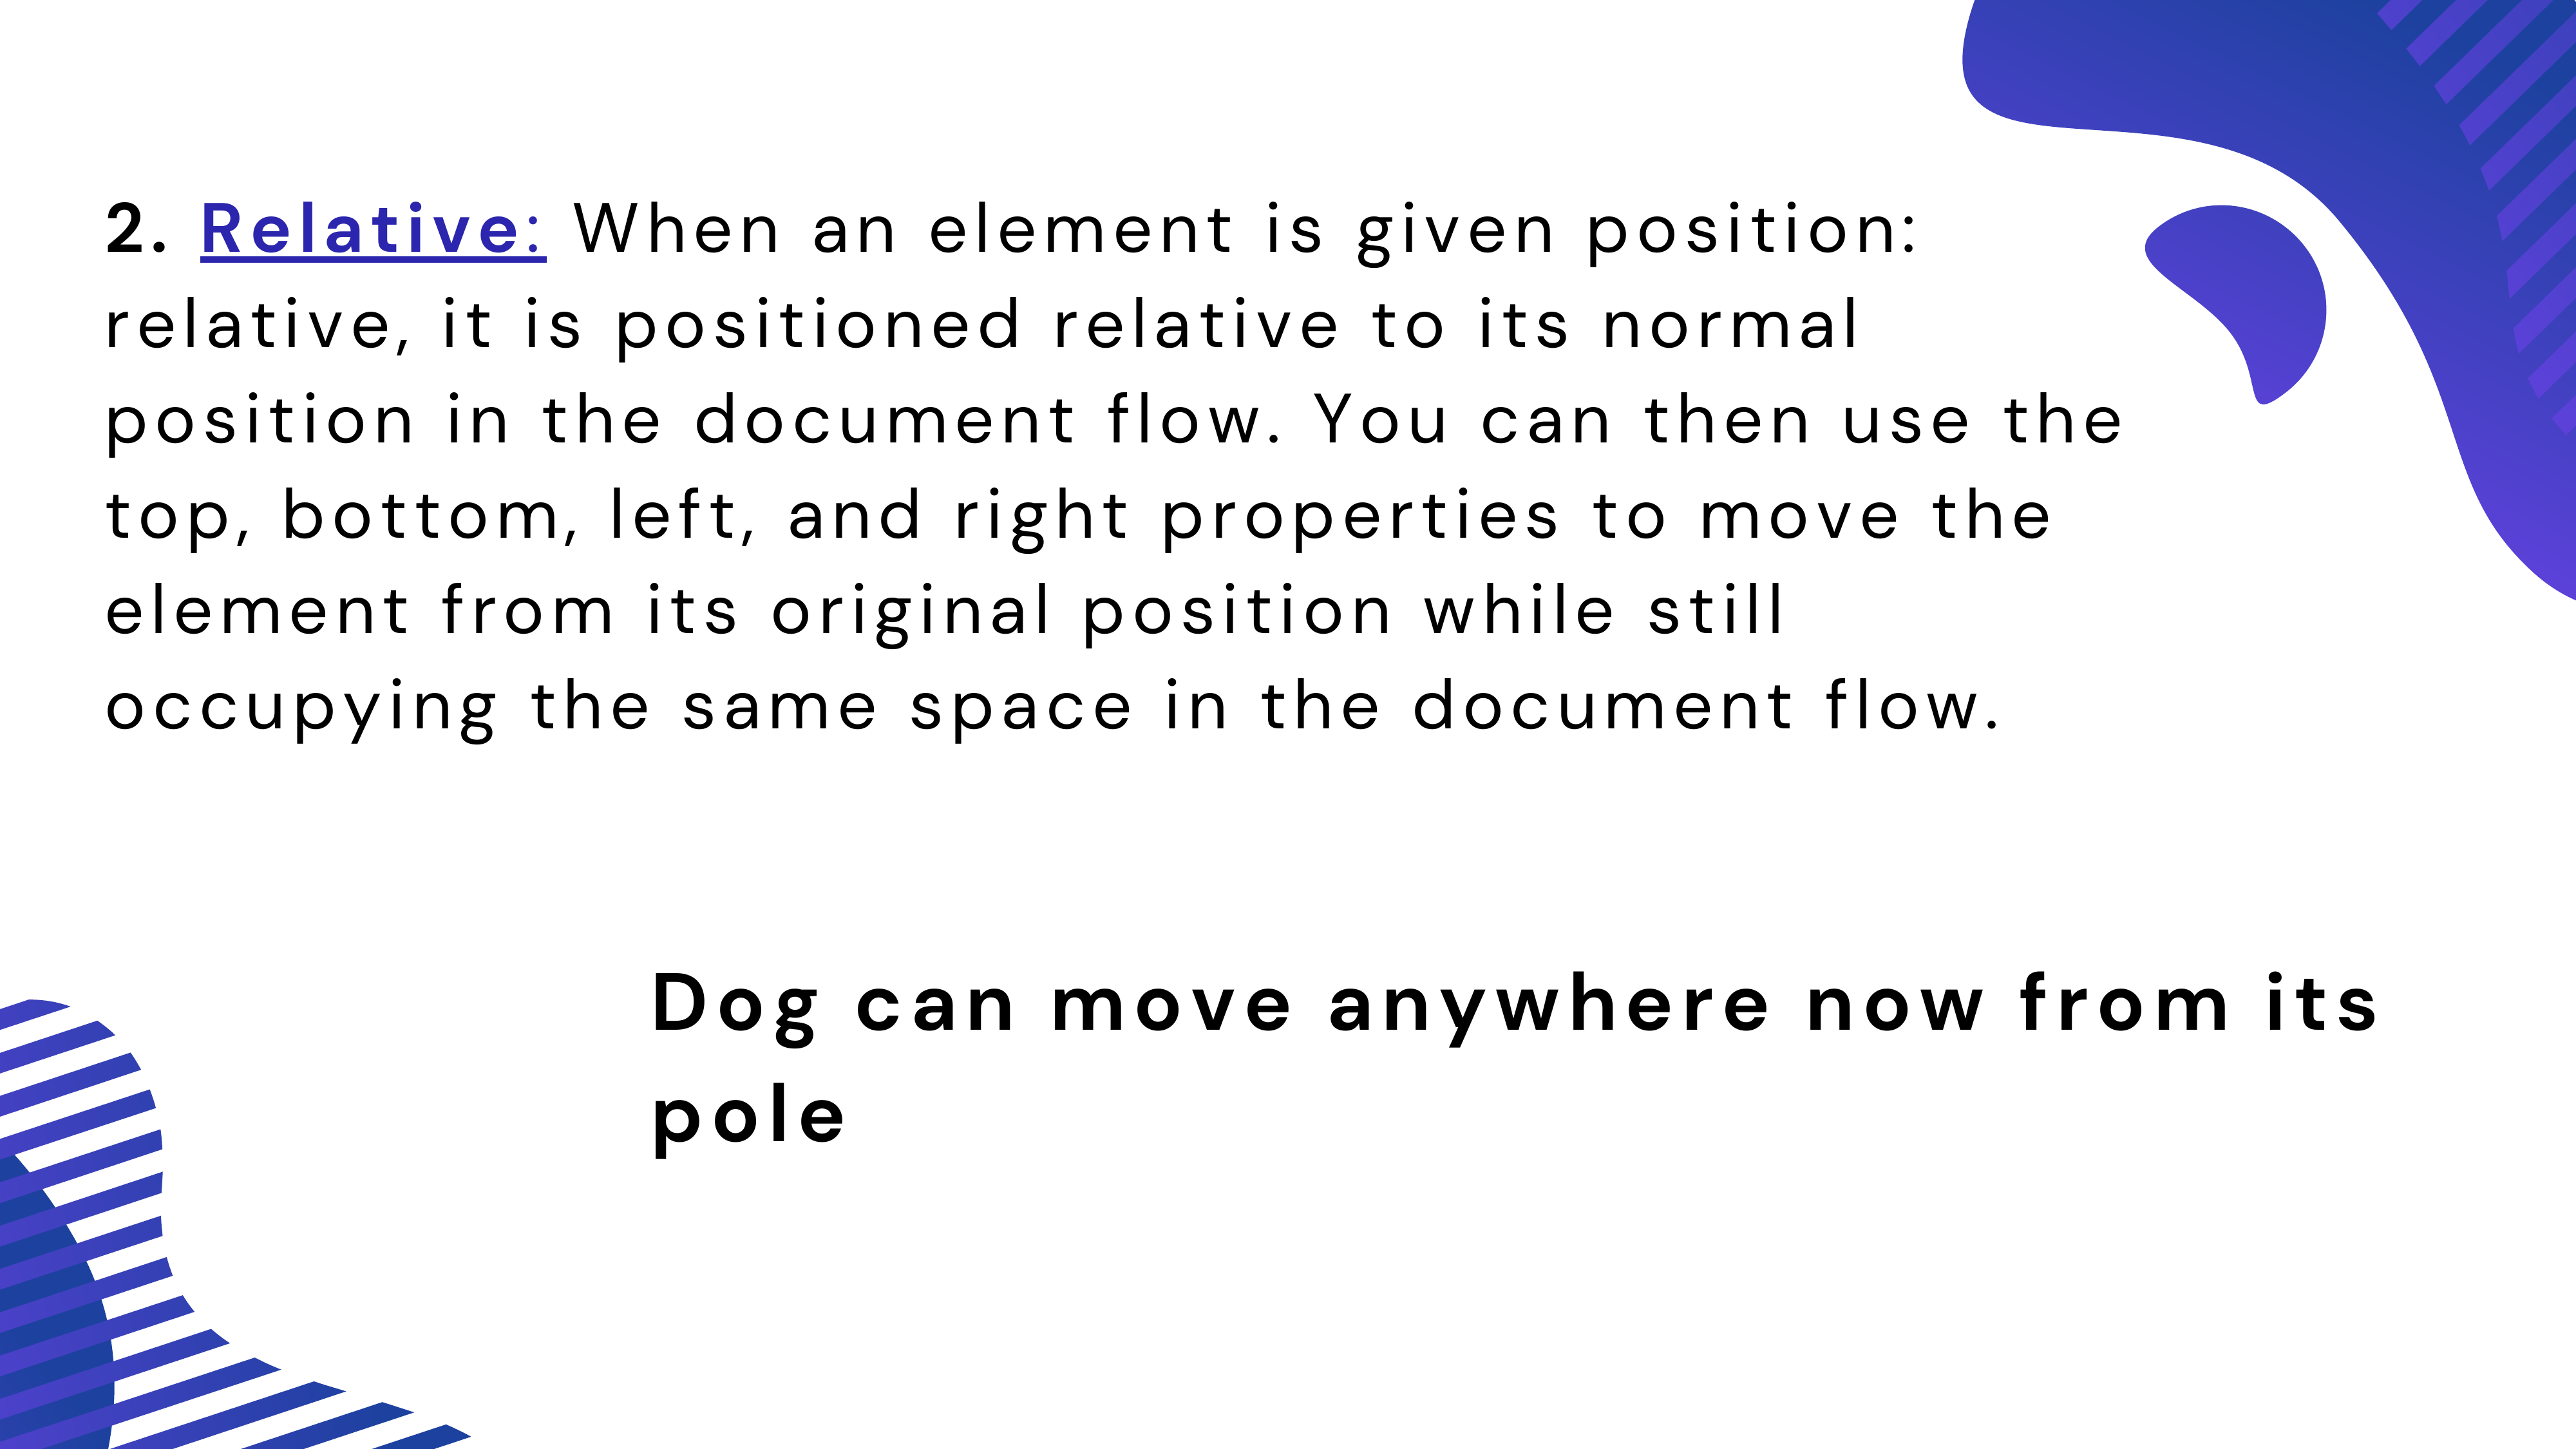 2. Relative: When an element is given position:
relative, it is positioned relative to its normal
position in the document flow. You can then use the
top, bottom, left, and right properties to move the
element from its original position while still
occupying the same space in the document flow.
Dog can move anywhere now from its
pole